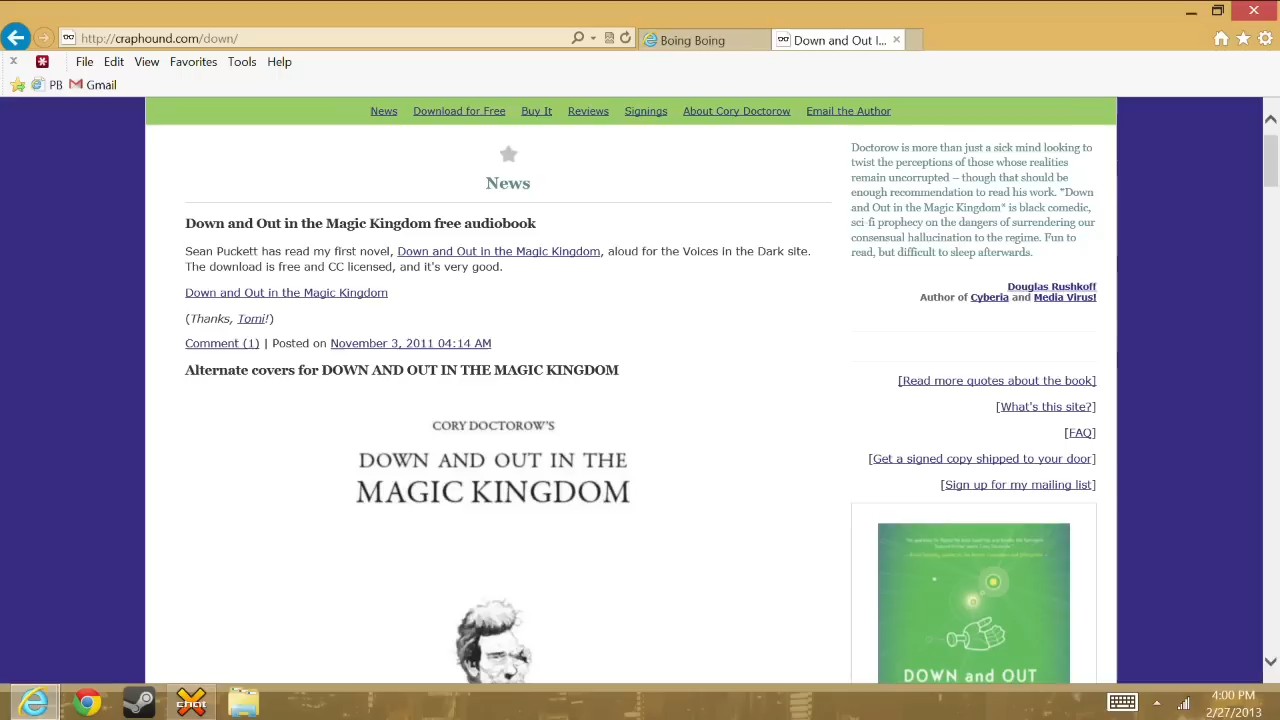 http://craphound.com/down/
Boing Boing
Down and Out I...
File Edit View Favorites Tools Help
PB Gmail
News Download for Free Buy It Reviews Signings About Cory Doctorow Email the Author
News
Down and Out in the Magic Kingdom free audiobook
Sean Puckett has read my first novel, Down and Out in the Magic Kingdom, aloud for the Voices in the Dark site.
The download is free and CC licensed, and it's very good.
Down and Out in the Magic Kingdom
(Thanks, Tomi!)
Comment (1) | Posted on November 3, 2011 04:14 AM
Alternate covers for DOWN AND OUT IN THE MAGIC KINGDOM
CORY DOCTOROW'S
DOWN AND OUT IN THE
MAGIC KINGDOM
Doctorow is more than just a sick mind looking to
twist the perceptions of those whose realities
remain uncorrupted – though that should be
enough recommendation to read his work. *Down
and Out in the Magic Kingdom* is black comedic,
sci-fi prophecy on the dangers of surrendering our
consensual hallucination to the regime. Fun to
read, but difficult to sleep afterwards.
Douglas Rushkoff
Author of Cyberia and Media Virus!
[Read more quotes about the book]
[What's this site?]
[FAQ]
[Get a signed copy shipped to your door]
[Sign up for my mailing list]
DOWN and OUT
chat
4:00 PM
2/27/2013